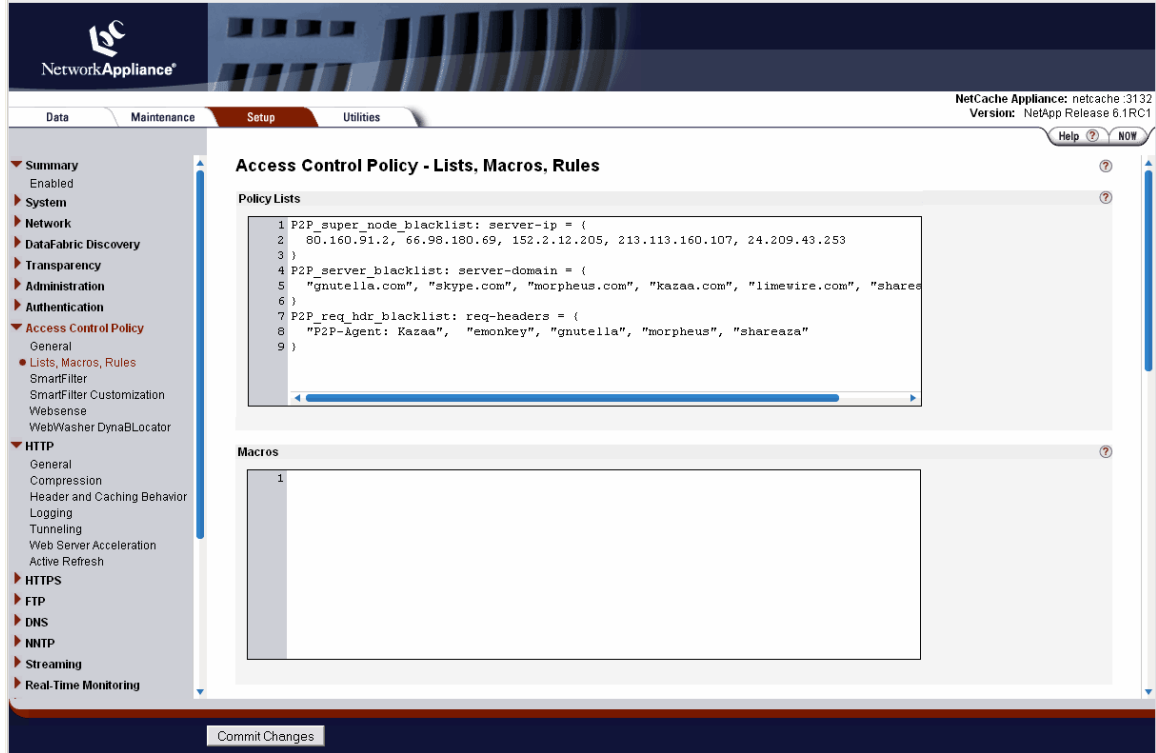 NetworkAppliance®
NetCache Appliance: netcache :3132
Version: NetApp Release 6.1RC1
Data Maintenance Setup Utilities
Help ? NOW
Summary
Enabled
System
Network
DataFabric Discovery
Transparency
Administration
Authentication
Access Control Policy
General
Lists, Macros, Rules
SmartFilter
SmartFilter Customization
Websense
WebWasher DynaBLocator
HTTP
General
Compression
Header and Caching Behavior
Logging
Tunneling
Web Server Acceleration
Active Refresh
HTTPS
FTP
DNS
NNTP
Streaming
Real-Time Monitoring
Access Control Policy - Lists, Macros, Rules ?
Policy Lists ?
1 P2P_super_node_blacklist: server-ip = {
2 80.160.91.2, 66.98.180.69, 152.2.12.205, 213.113.160.107, 24.209.43.253
3 }
4 P2P_server_blacklist: server-domain = {
5 "gnutella.com", "skype.com", "morpheus.com", "kazaa.com", "limewire.com", "shares
6 }
7 P2P_req_hdr_blacklist: req-headers = {
8 "P2P-Agent: Kazaa", "emonkey", "gnutella", "morpheus", "shareaza"
9 }
Macros ?
1
Commit Changes